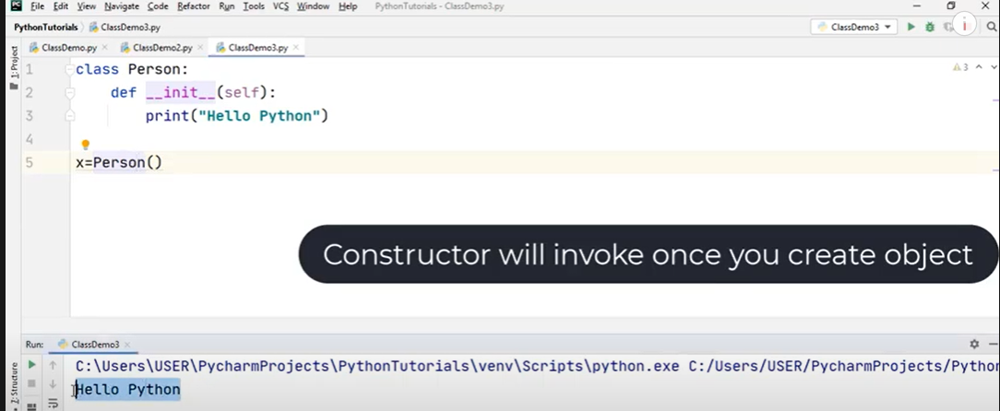 PC File Edit View Navigate Code Refactor Run Tools VCS Window Help PythonTutorials - ClassDemo3.py
PythonTutorials ClassDemo3.py ClassDemo3
ClassDemo.py ClassDemo2.py ClassDemo3.py
1: Project
1 class Person:
3
2 def __init__(self):
3 print("Hello Python")
4
5 x=Person()
Constructor will invoke once you create object
Run: ClassDemo3
C:\Users\USER\PycharmProjects\PythonTutorials\venv\Scripts\python.exe C:/Users/USER/PycharmProjects/Python
Hello Python
Structure